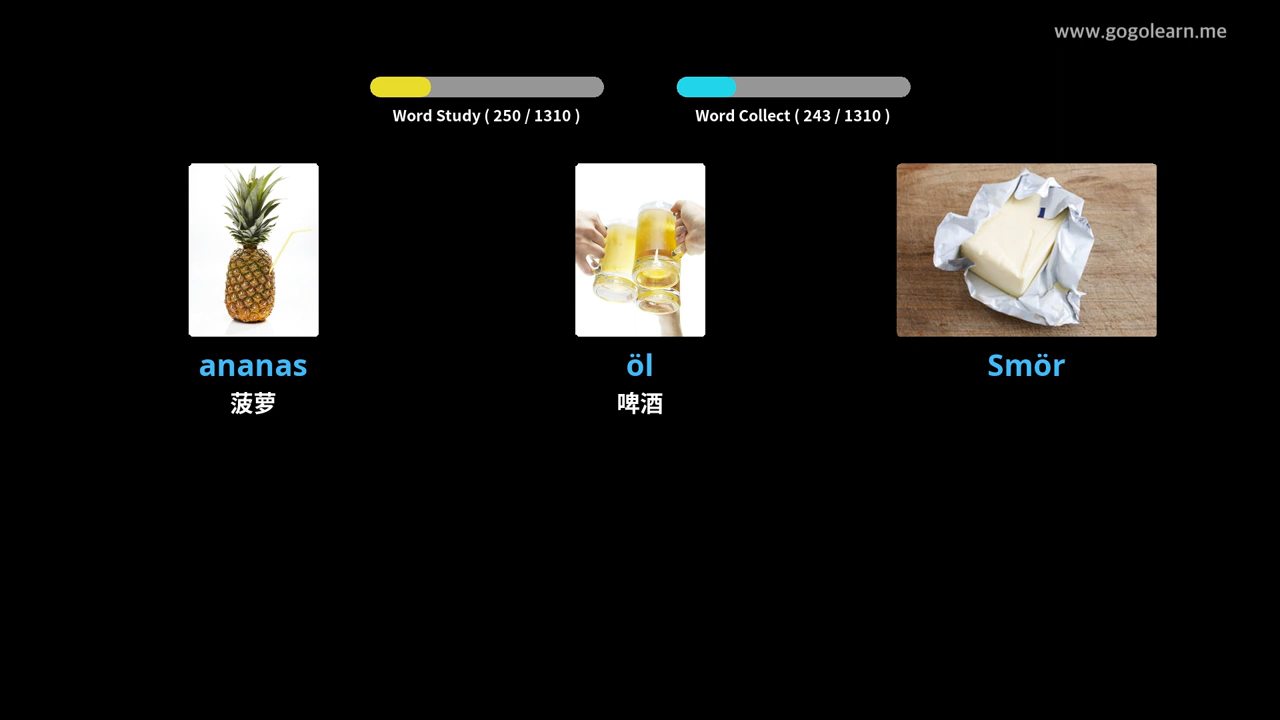 www.gogolearn.me
Word Study ( 250 / 1310 )
Word Collect ( 243 / 1310 )
ananas
菠萝
öl
啤酒
Smör